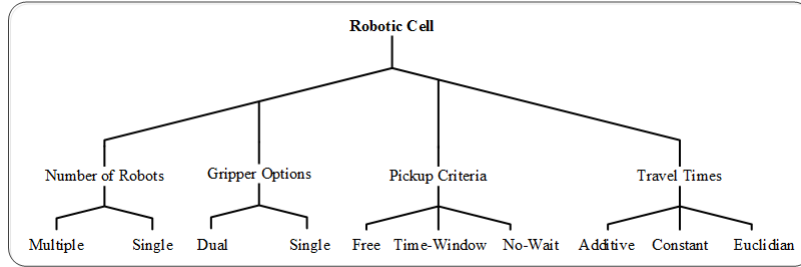 Robotic Cell
Number of Robots Gripper Options Pickup Criteria Travel Times
Multiple Single Dual Single Free Time-Window No-Wait Additive Constant Euclidian